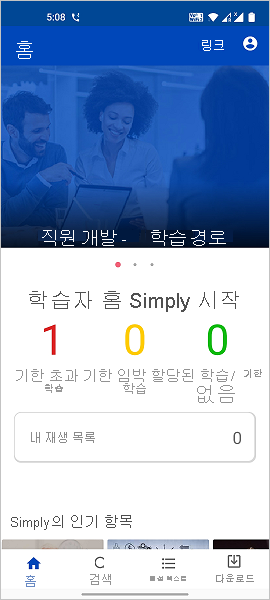 5:08
홈 링크
직원 개발 - 학습 경로
학습자 홈 Simply 시작
1 0 0
기한 초과 기한 임박 할당된 학습/ 기한
학습 학습 없음
내 재생 목록 0
Simply의 인기 항목
홈 검색 다운로드